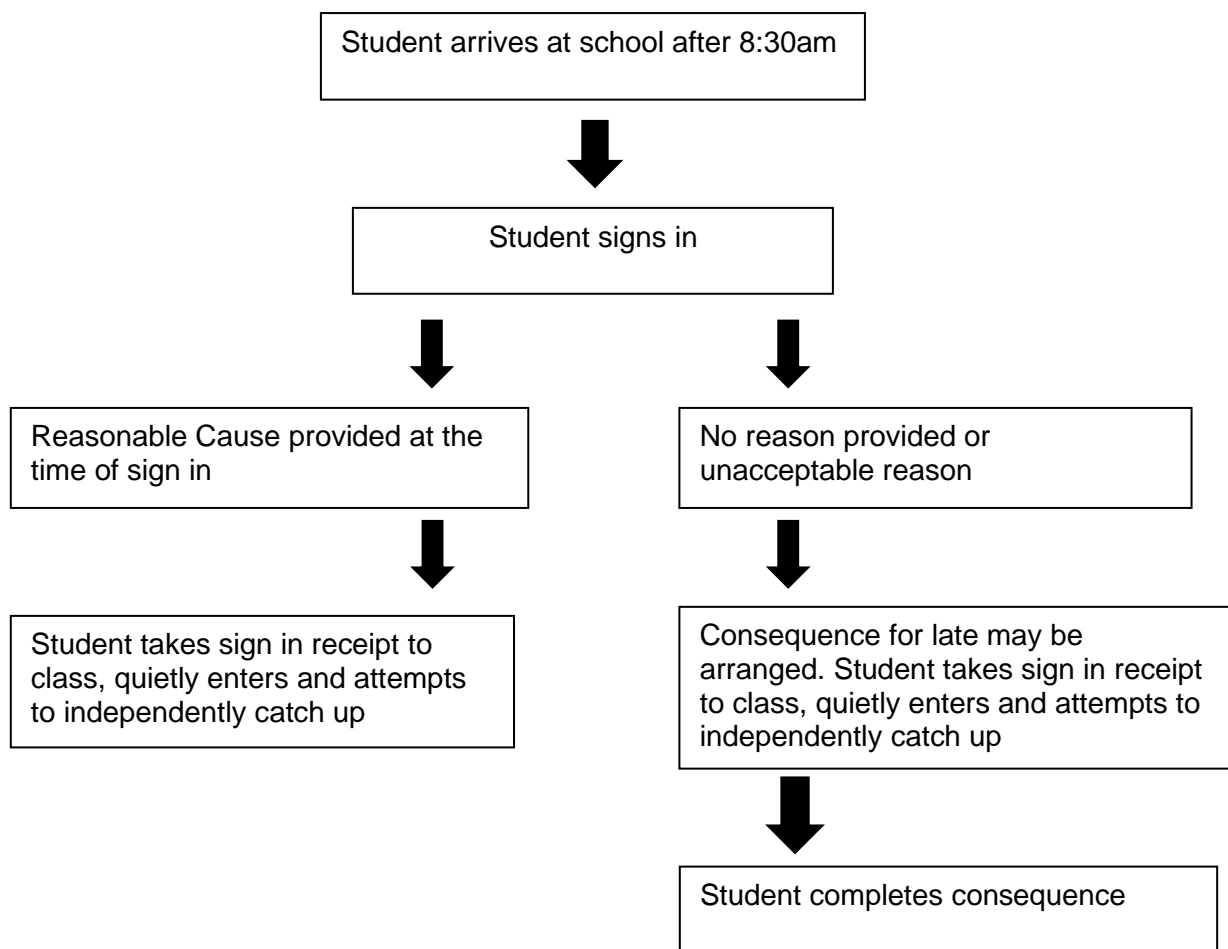 Student arrives at school after 8:30am
Student signs in
Reasonable Cause provided at the
time of sign in
No reason provided or
unacceptable reason
Student takes sign in receipt to
class, quietly enters and attempts
to independently catch up
Consequence for late may be
arranged. Student takes sign in receipt
to class, quietly enters and attempts to
independently catch up
Student completes consequence